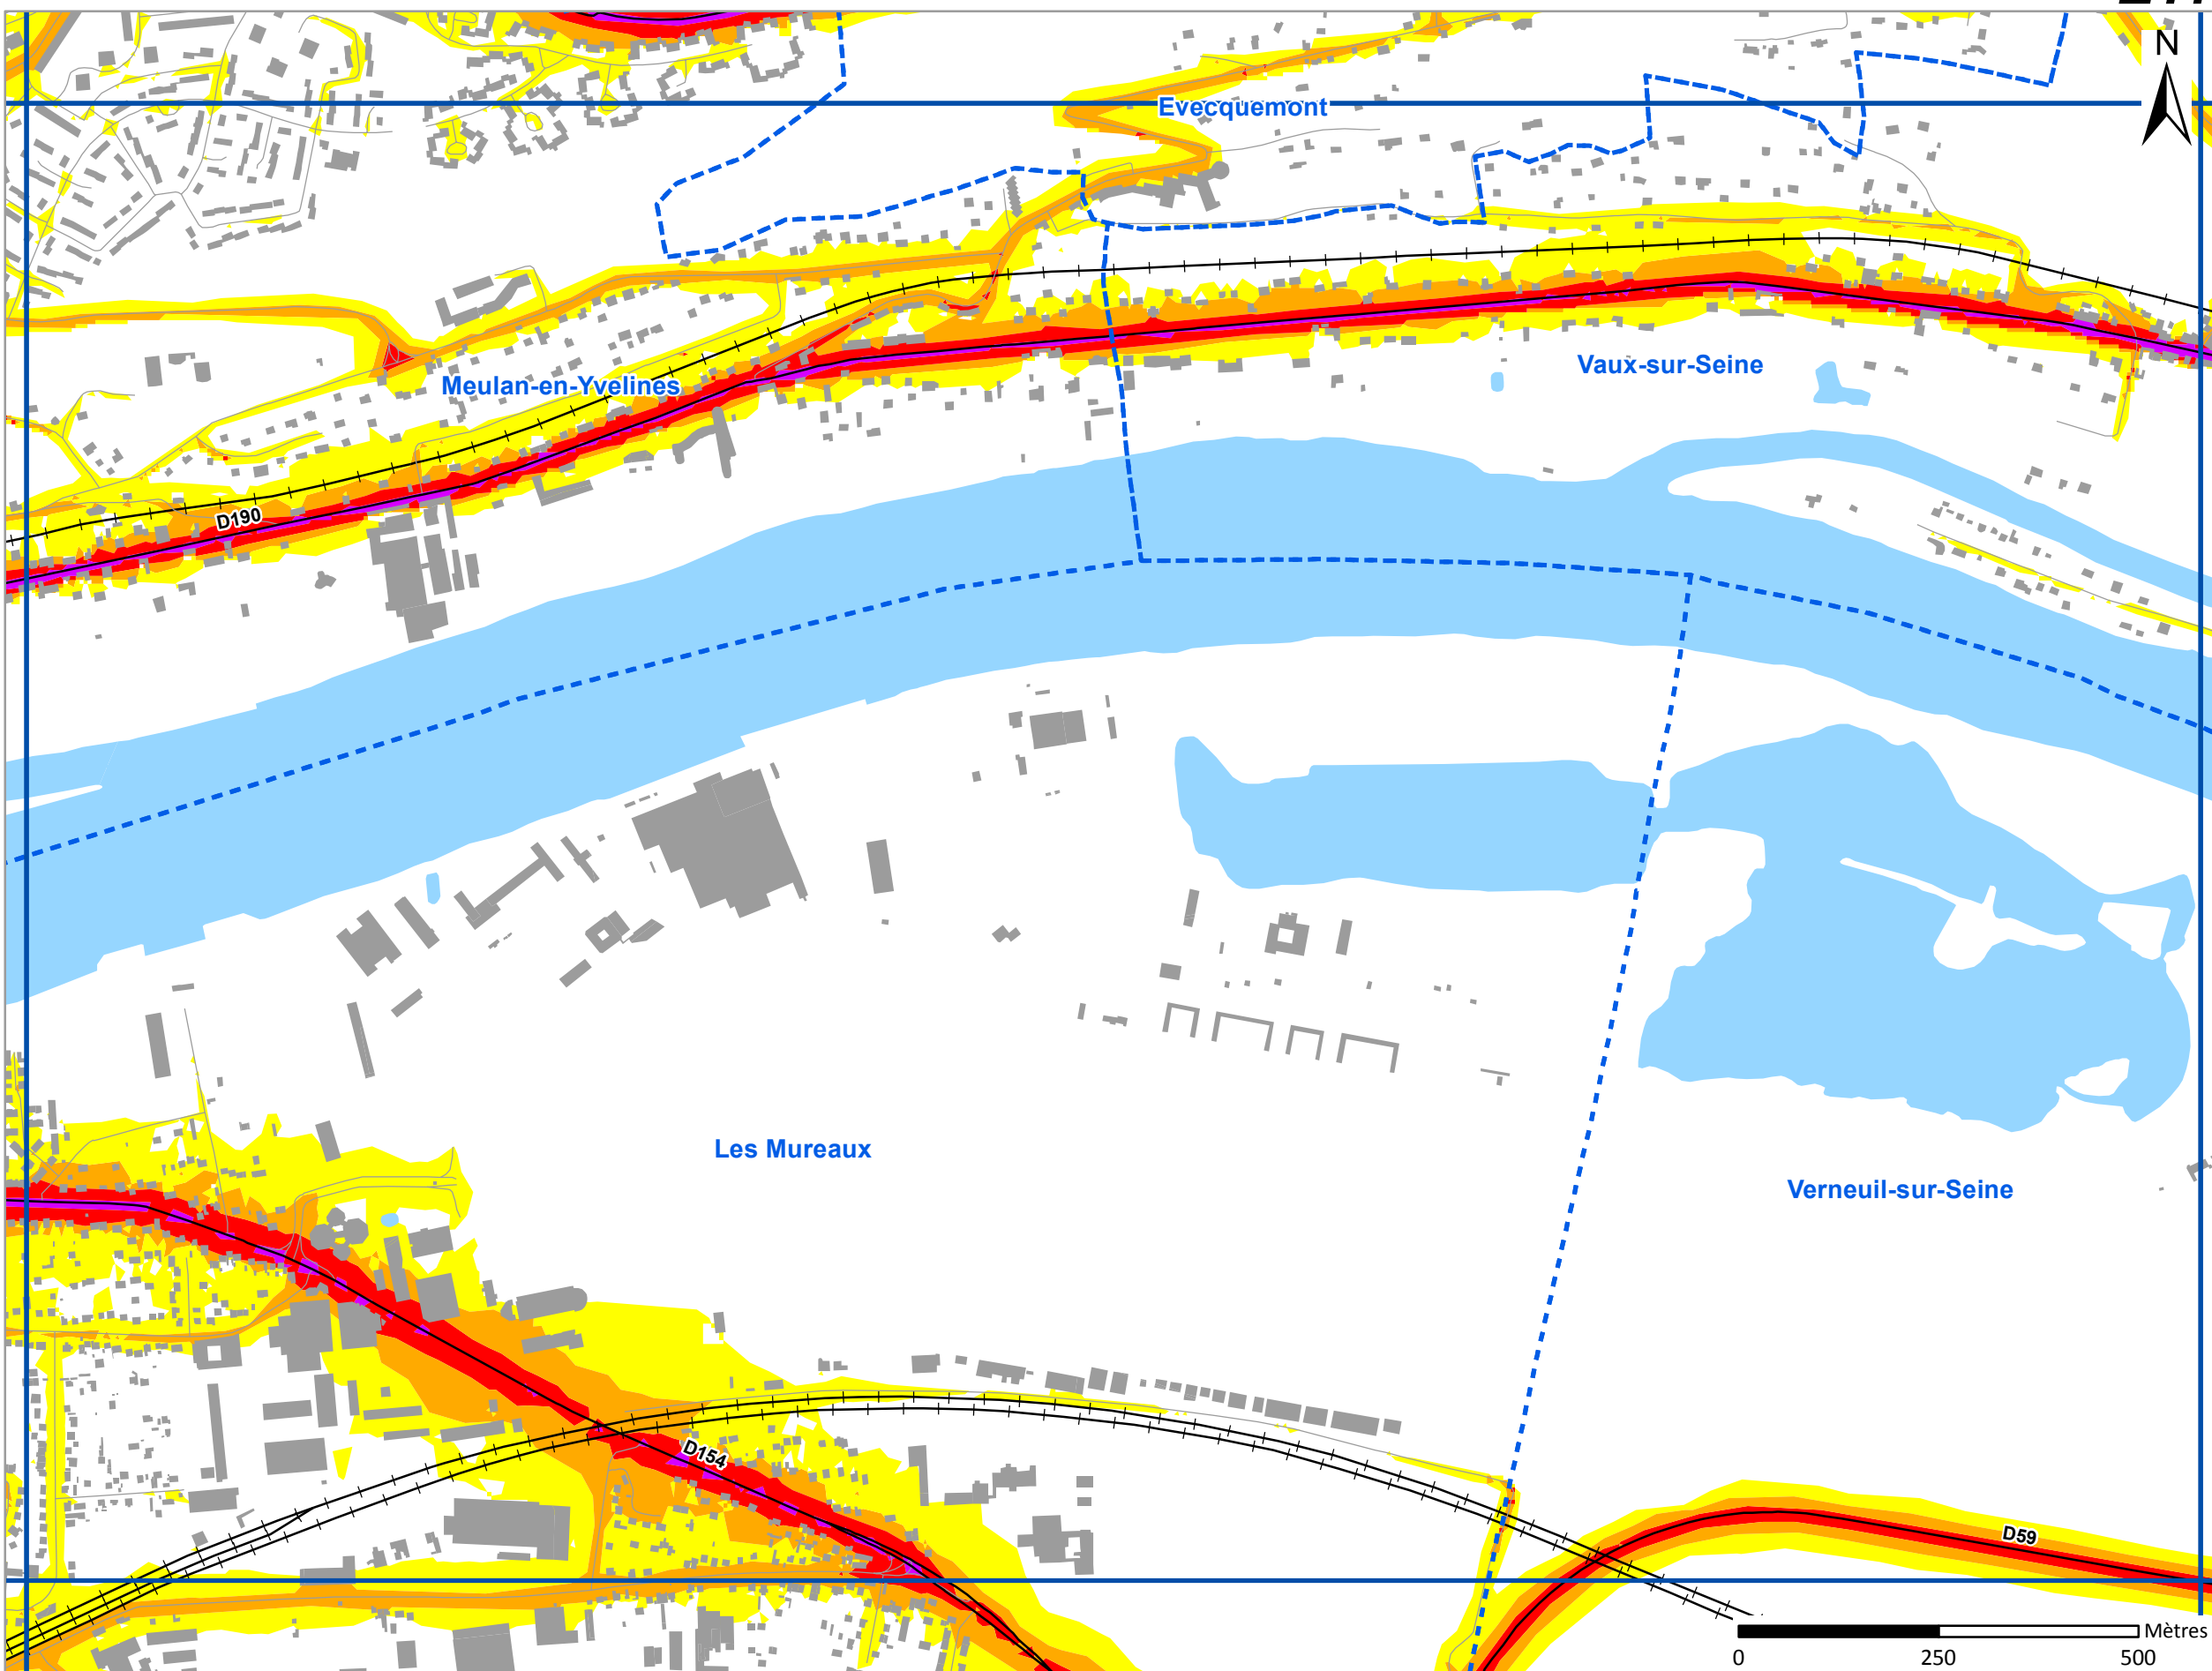 N
Evecquemont
Vaux-sur-Seine
Meulan-en-Yvelines
D190
Les Mureaux
Verneuil-sur-Seine
D154
D59
Mètres
0 250 500